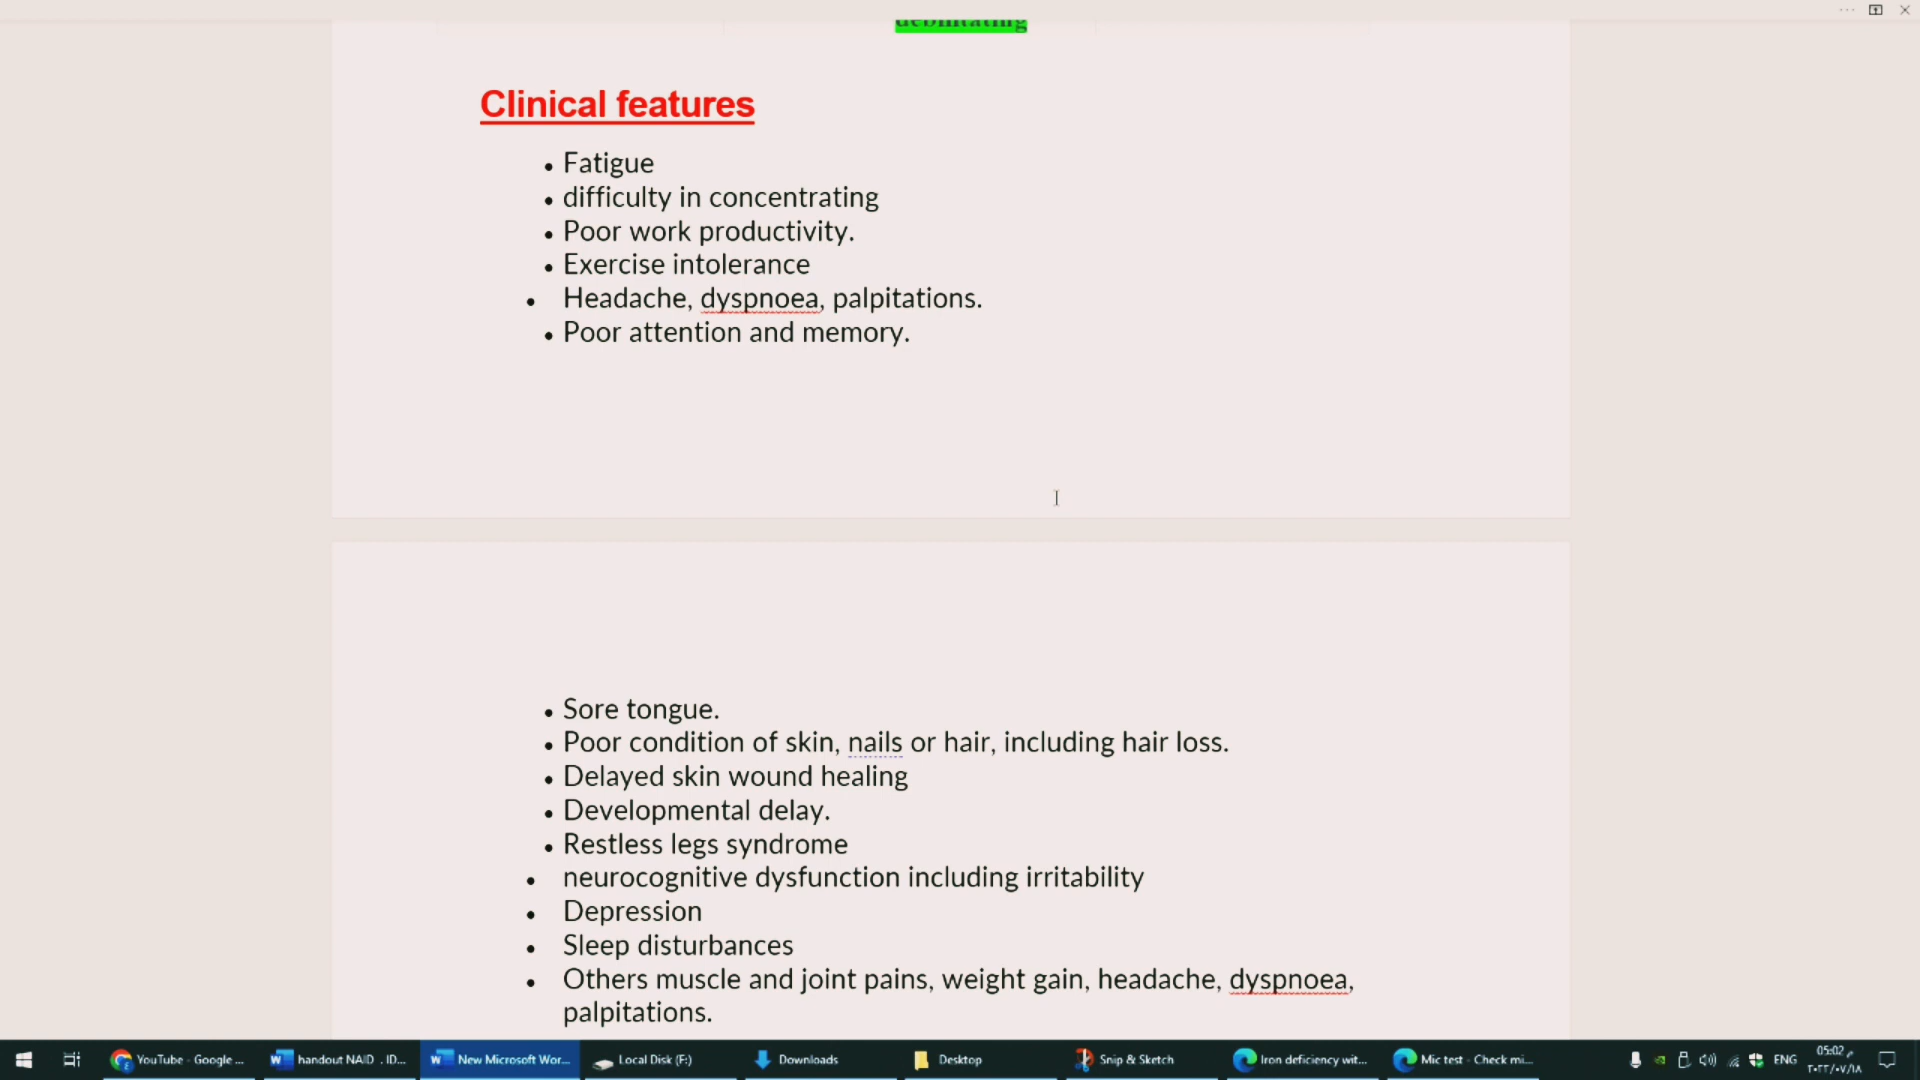 debilitating
Clinical features
• Fatigue
• difficulty in concentrating
• Poor work productivity.
• Exercise intolerance
• Headache, dyspnoea, palpitations.
• Poor attention and memory.
• Sore tongue.
• Poor condition of skin, nails or hair, including hair loss.
• Delayed skin wound healing
• Developmental delay.
• Restless legs syndrome
• neurocognitive dysfunction including irritability
• Depression
• Sleep disturbances
• Others muscle and joint pains, weight gain, headache, dyspnoea,
palpitations.
YouTube - Google ... handout NAID . ID... New Microsoft Wor... Local Disk (F:) Downloads Desktop Snip & Sketch Iron deficiency wit... Mic test - Check mi... ENG 05:02 م
٢٠٢٢/٠٧/١٨